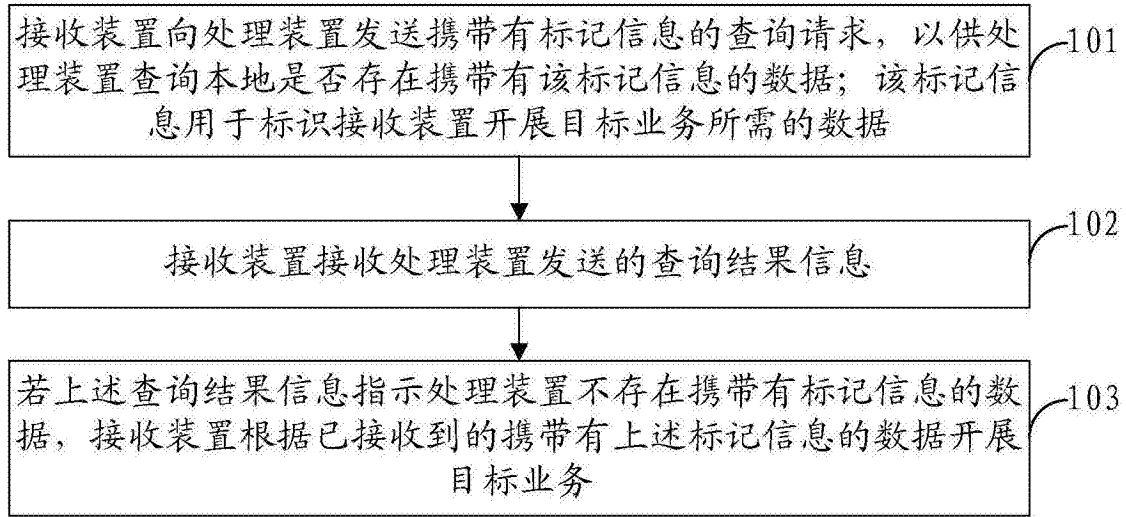 接收装置向处理装置发送携带有标记信息的查询请求，以供处
理装置查询本地是否存在携带有该标记信息的数据；该标记信
息用于标识接收装置开展目标业务所需的数据
101
接收装置接收处理装置发送的查询结果信息
102
若上述查询结果信息指示处理装置不存在携带有标记信息的数
据，接收装置根据已接收到的携带有上述标记信息的数据开展
目标业务
103